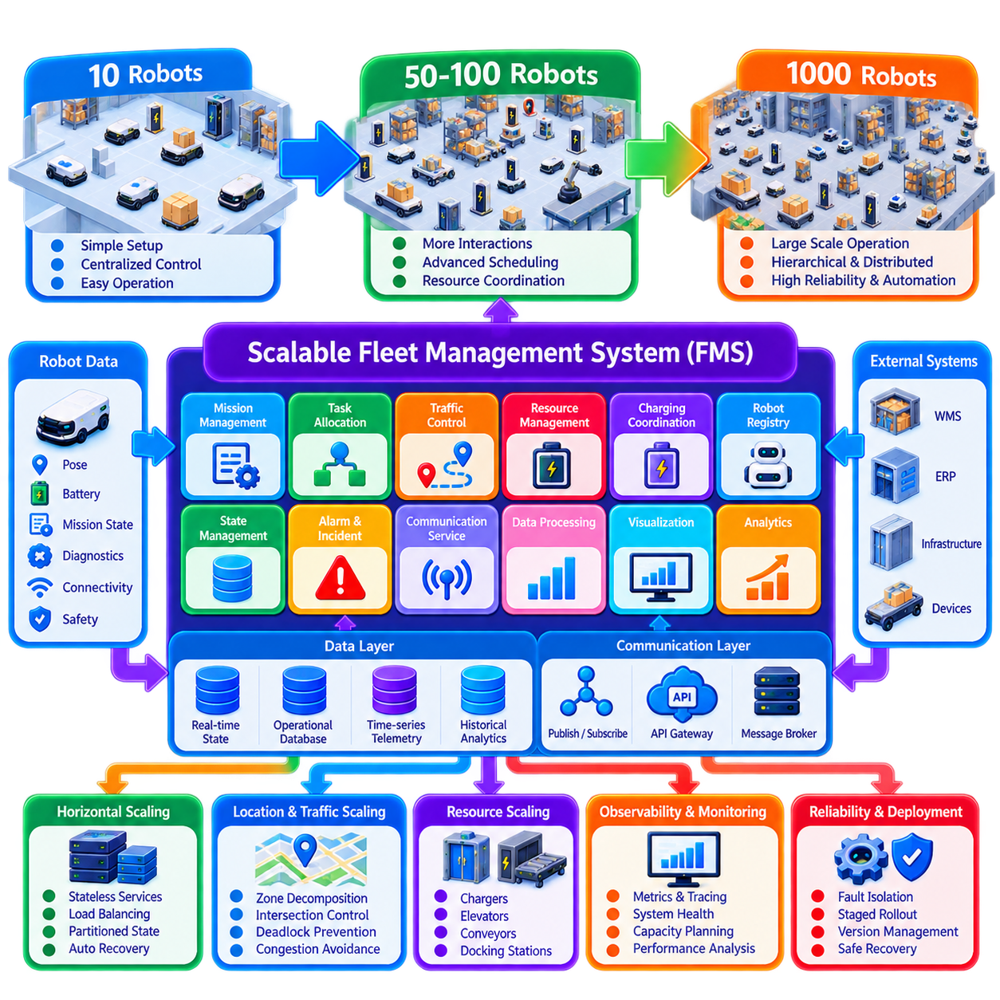 10 Robots
Simple Setup
Centralized Control
Easy Operation
50-100 Robots
More Interactions
Advanced Scheduling
Resource Coordination
1000 Robots
Large Scale Operation
Hierarchical & Distributed
High Reliability & Automation
Scalable Fleet Management System (FMS)
Robot Data
Pose
Battery
Mission State
Diagnostics
Connectivity
Safety
Mission
Management
Task
Allocation
Traffic
Control
Resource
Management
Charging
Coordination
Robot
Registry
State
Management
Alarm &
Incident
Communication
Service
Data Processing
Visualization
Analytics
External Systems
WMS
ERP
Infrastructure
Devices
Data Layer
Real-time
State
Operational
Database
Time-series
Telemetry
Historical
Analytics
Communication Layer
Publish / Subscribe
API
API Gateway
Message Broker
Horizontal Scaling
Stateless Services
Load Balancing
Partitioned State
Auto Recovery
Location & Traffic Scaling
Zone Decomposition
Intersection Control
Deadlock Prevention
Congestion Avoidance
Resource Scaling
Chargers
Elevators
Conveyors
Docking Stations
Observability & Monitoring
Metrics & Tracing
System Health
Capacity Planning
Performance Analysis
Reliability & Deployment
Fault Isolation
Staged Rollout
Version Management
Safe Recovery